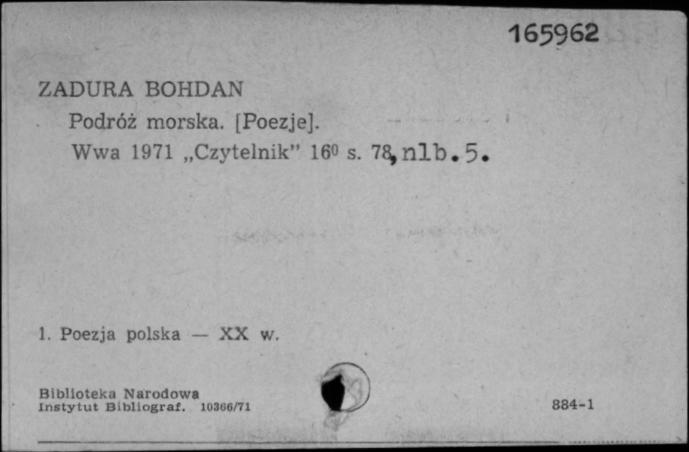 165962
ZADURA BOHDAN
Podróż morska. [Poezje].
Wwa 1971 „Czytelnik” 16⁰ s. 78, nlb. 5.
1. Poezja polska — XX w.
Biblioteka Narodowa
Instytut Bibliograf. 10366/71
884-1